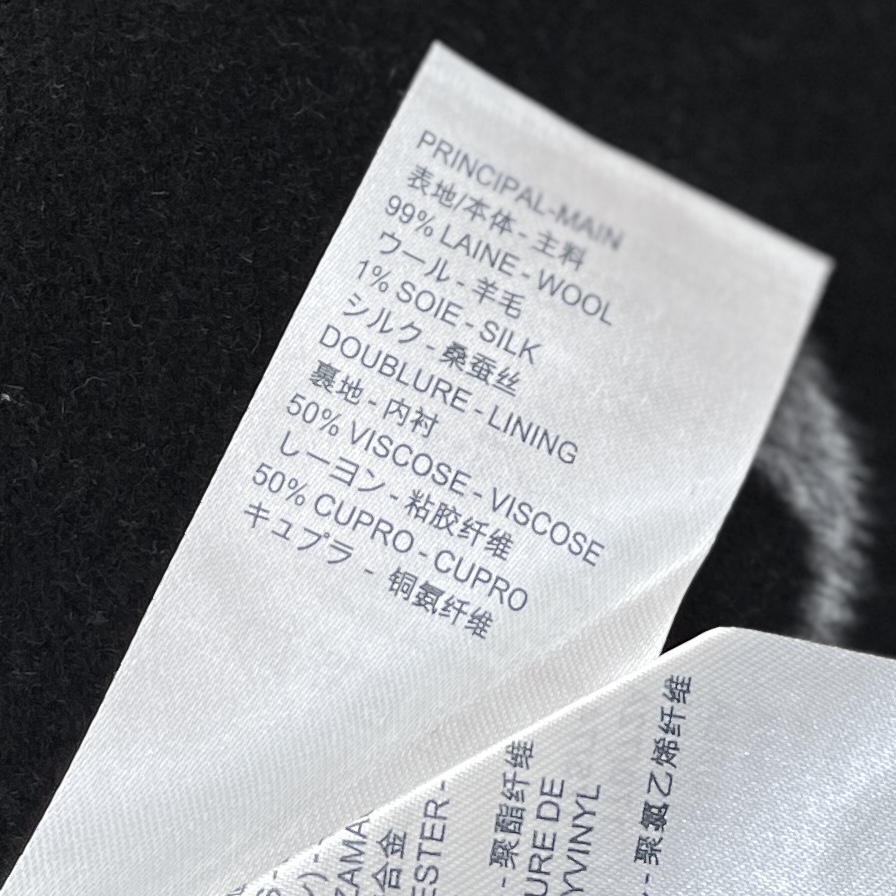 PRINCIPAL-MAIN
表地/本体 - 主料
99% LAINE - WOOL
ウール - 羊毛
1% SOIE - SILK
シルク - 桑蚕丝
DOUBLURE - LINING
裏地 - 内衬
50% VISCOSE - VISCOSE
レーヨン - 粘胶纤维
50% CUPRO - CUPRO
キュプラ - 铜氨纤维
ZAMA
合金
ESTER -
- 聚酯纤维
URE DE
YVINYL
- 聚氯乙烯纤维